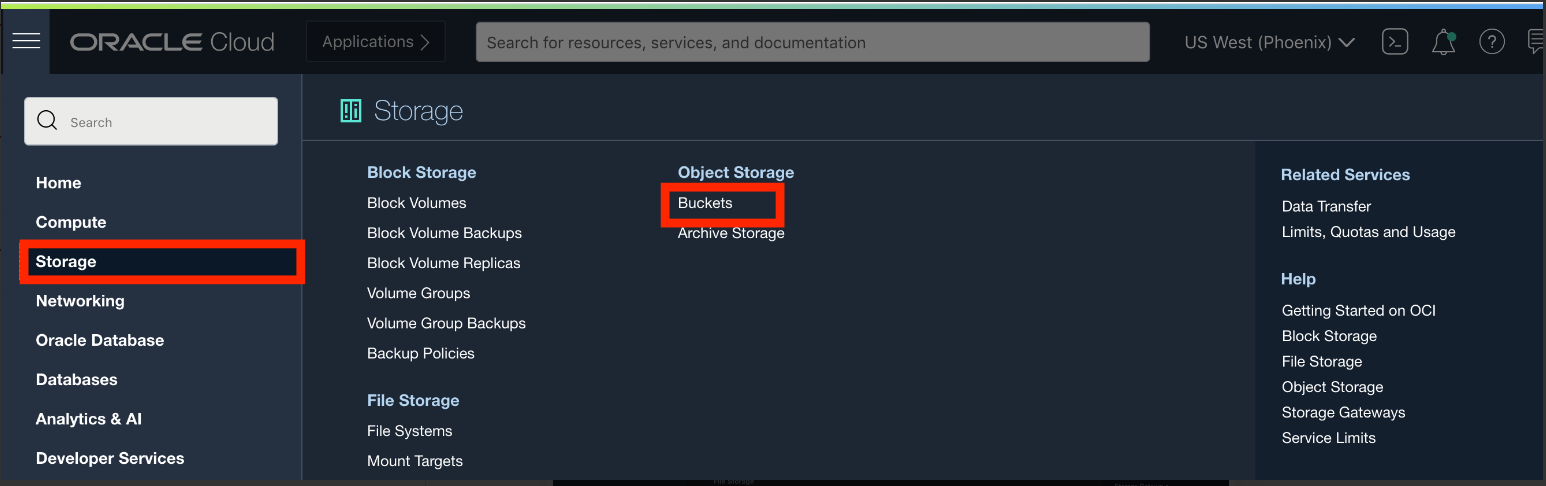 ORACLE Cloud
Applications
Search for resources, services, and documentation
US West (Phoenix)
Search
Home
Compute
Storage
Networking
Oracle Database
Databases
Analytics & AI
Developer Services
Storage
Block Storage
Block Volumes
Block Volume Backups
Block Volume Replicas
Volume Groups
Volume Group Backups
Backup Policies
File Storage
File Systems
Mount Targets
Object Storage
Buckets
Archive Storage
Related Services
Data Transfer
Limits, Quotas and Usage
Help
Getting Started on OCI
Block Storage
File Storage
Object Storage
Storage Gateways
Service Limits